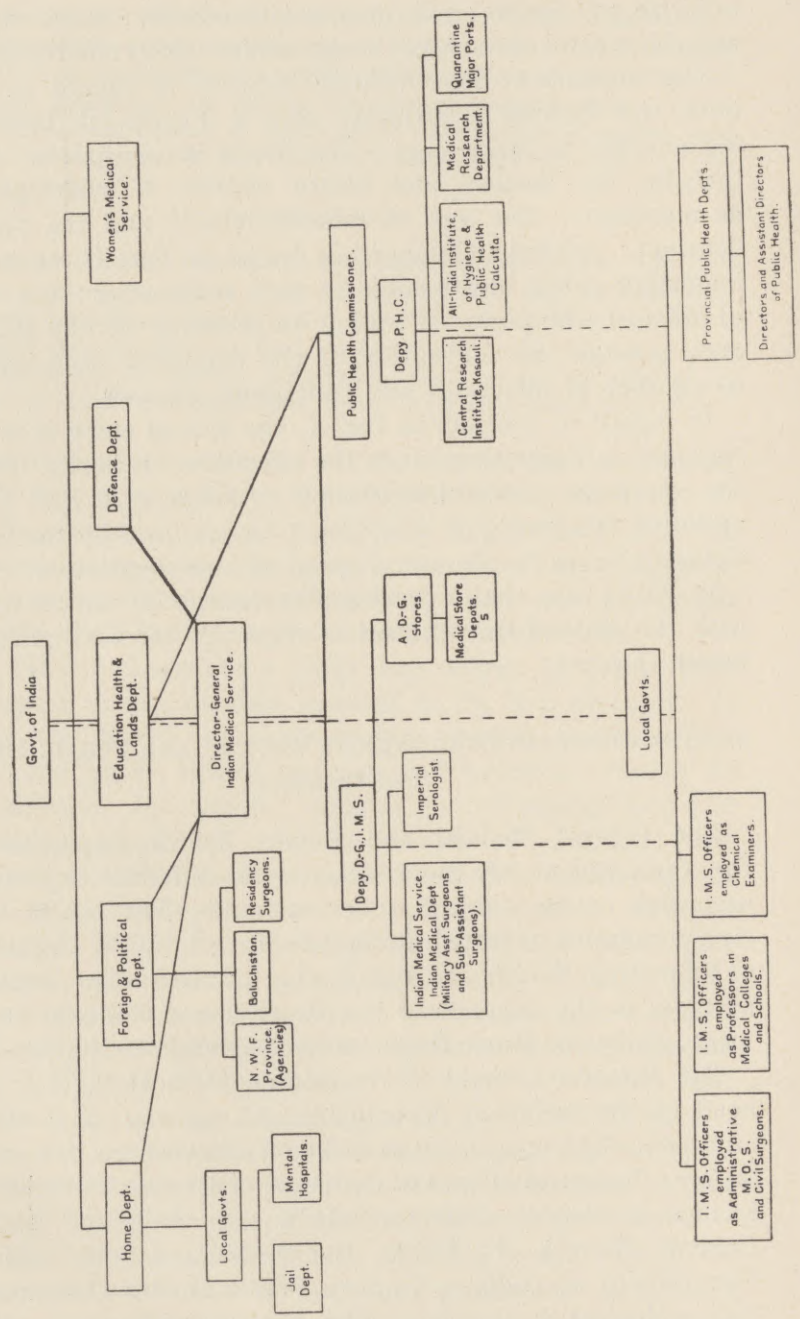 Govt. of India
Home Dept.
Foreign & Political
Dept.
Education Health &
Lands Dept.
Defence Dept.
Women's Medical
Service.
Local Govts.
Jail
Dept.
Mental
Hospitals.
N. W. F.
Province.
(Agencies)
Baluchistan.
Residency
Surgeons.
Director-General
Indian Medical Service.
Depy. D.-G., I. M. S.
Public Health Commissioner.
Indian Medical Service.
Indian Medical Dept
(Military Asst. Surgeons
and Sub-Assistant
Surgeons).
Imperial
Serologist.
A. D.-G.
Stores
Medical Store
Depots.
5
Depy P. H. C.
Central Research
Institute, Kasauli.
All-India Institute,
of Hygiene &
Public Health
Calcutta.
Medical
Research
Department.
Quarantine
Major Ports.
Local Govts.
I. M. S. Officers
employed
as Administrative
M. O. S.
and Civil Surgeons.
I. M. S. Officers
employed
as Professors in
Medical Colleges
and Schools.
I. M. S. Officers
employed as
Chemical
Examiners.
Provincial Public Health Depts
Directors and Assistant Directors
of Public Health.